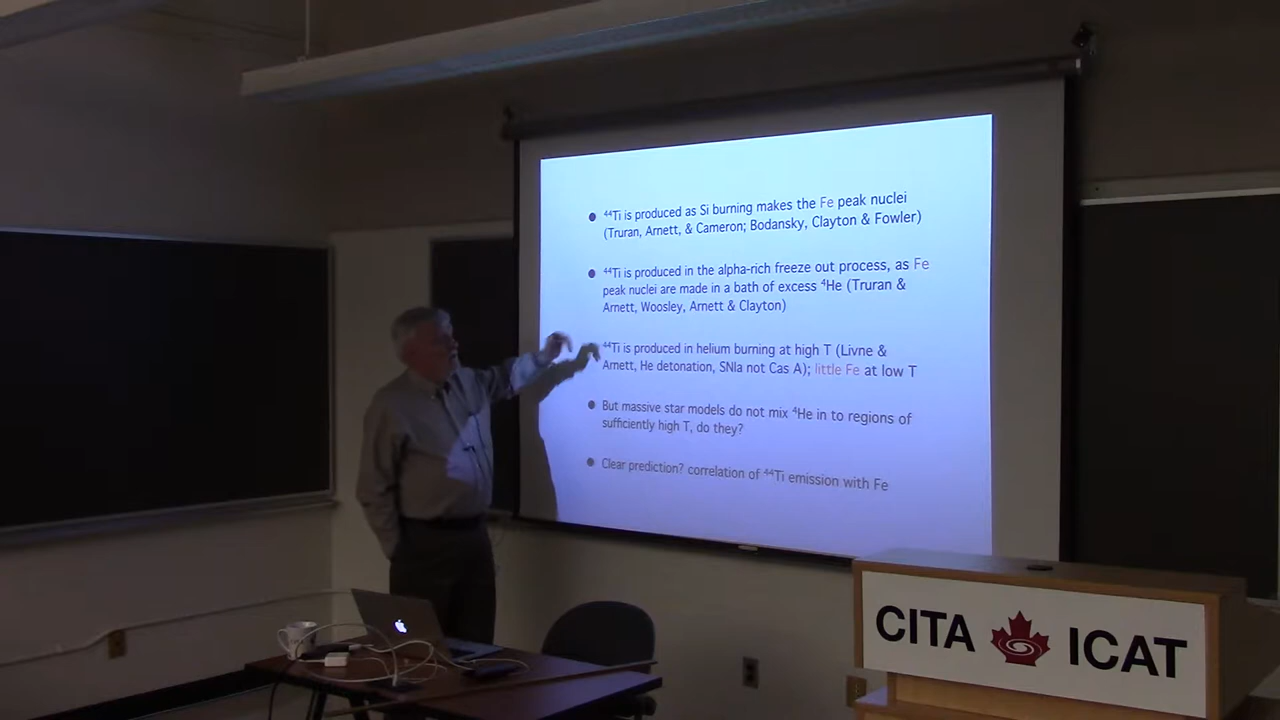 ⁴⁴Ti is produced as Si burning makes the Fe peak nuclei
(Truran, Arnett, & Cameron; Bodansky, Clayton & Fowler)
⁴⁴Ti is produced in the alpha-rich freeze out process, as Fe
peak nuclei are made in a bath of excess ⁴He (Truran &
Arnett, Woosley, Arnett & Clayton)
⁴⁴Ti is produced in helium burning at high T (Livne &
Arnett, He detonation, SNIa not Cas A); little Fe at low T
But massive star models do not mix ⁴He in to regions of
sufficiently high T, do they?
Clear prediction? correlation of ⁴⁴Ti emission with Fe
CITA ICAT